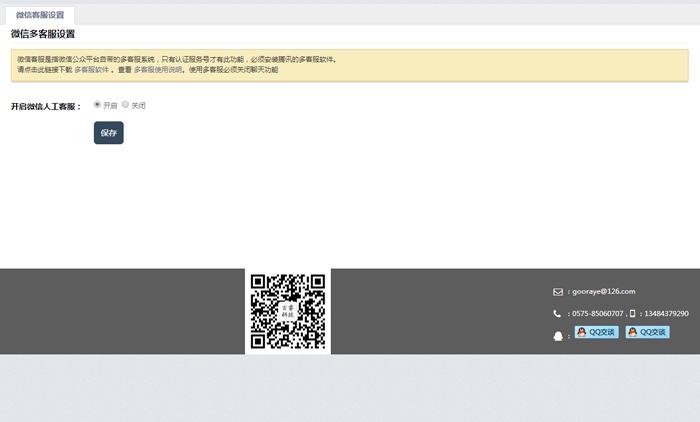 微信客服设置
微信多客服设置
微信客服是指微信公众平台自带的多客服系统，只有认证服务号才有此功能，必须安装腾讯的多客服软件。
请点击此链接下载 多客服软件 。查看 多客服使用说明。使用多客服必须关闭聊天功能
开启微信人工客服： 开启 关闭
保存
古睿
科技
：gooraye@126.com
：0575-85060707 , ：13484379290
： QQ交谈 QQ交谈